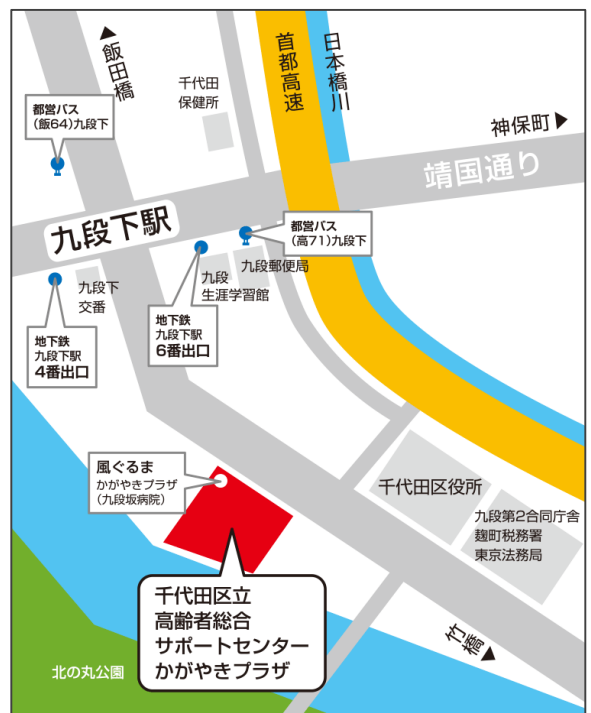 ▲飯田橋
首都高速
日本橋川
千代田
保健所
都営バス
(飯64)九段下
神保町▶
靖国通り
九段下駅
都営バス
(高71)九段下
九段郵便局
九段
生涯学習館
九段下
交番
地下鉄
九段下駅
4番出口
地下鉄
九段下駅
6番出口
風ぐるま
かがやきプラザ
(九段坂病院)
千代田区役所
九段第2合同庁舎
麹町税務署
東京法務局
千代田区立
高齢者総合
サポートセンター
かがやきプラザ
竹橋▶
北の丸公園